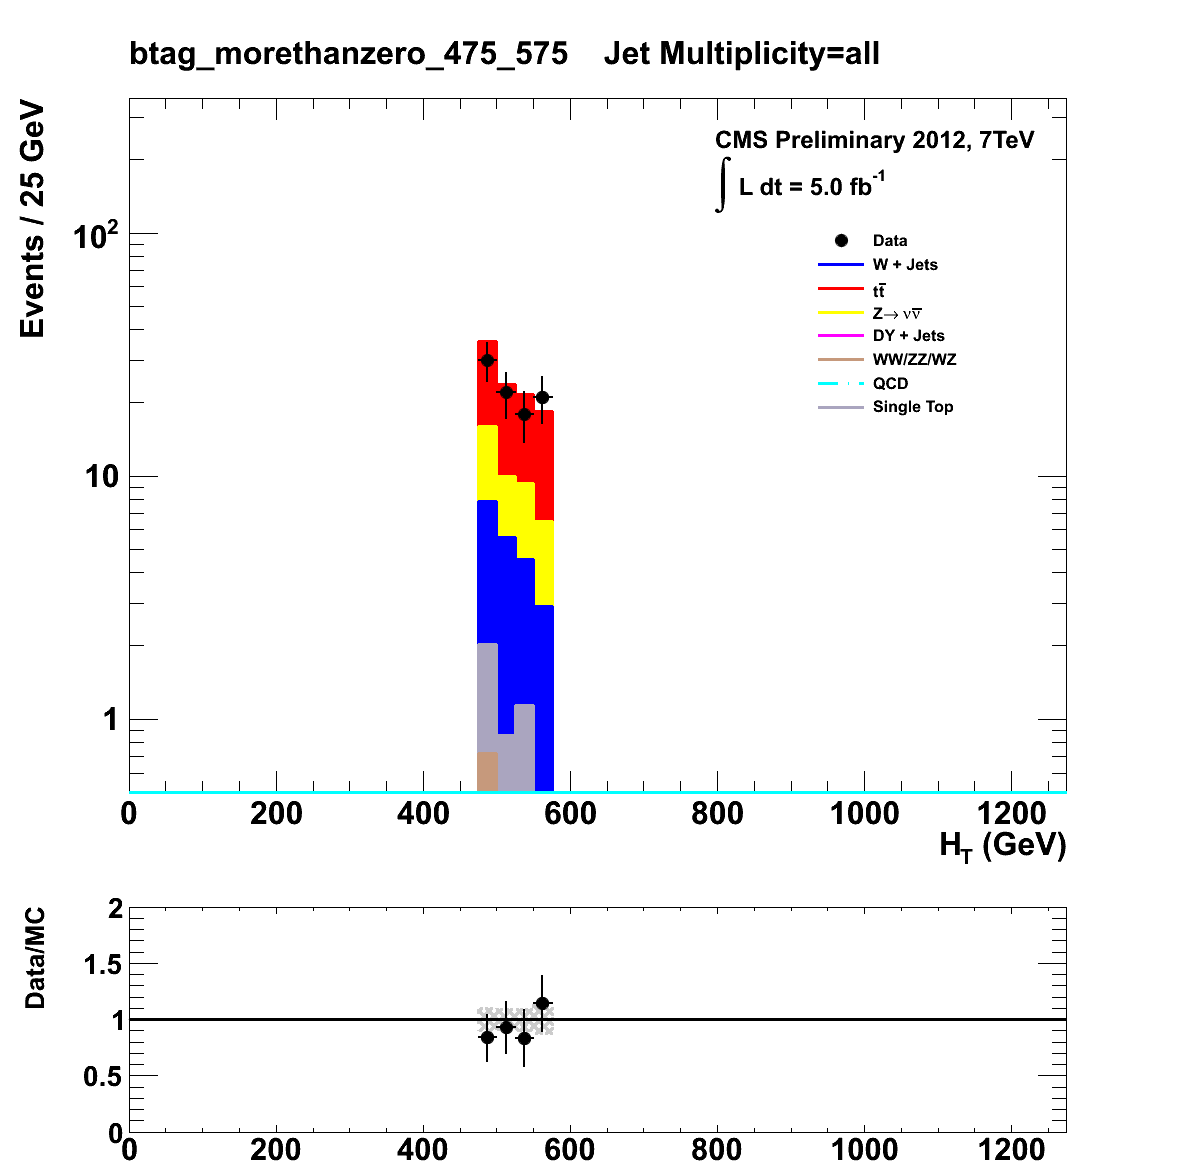 btag_morethanzero_475_575 Jet Multiplicity=all
Events / 25 GeV
CMS Preliminary 2012, 7TeV
∫ L dt = 5.0 fb⁻¹
Data
W + Jets
tt̅
Z→ νν̅
DY + Jets
WW/ZZ/WZ
QCD
Single Top
10²
10
1
0 200 400 600 800 1000 1200
H_T (GeV)
Data/MC
2
1.5
1
0.5
0
0 200 400 600 800 1000 1200